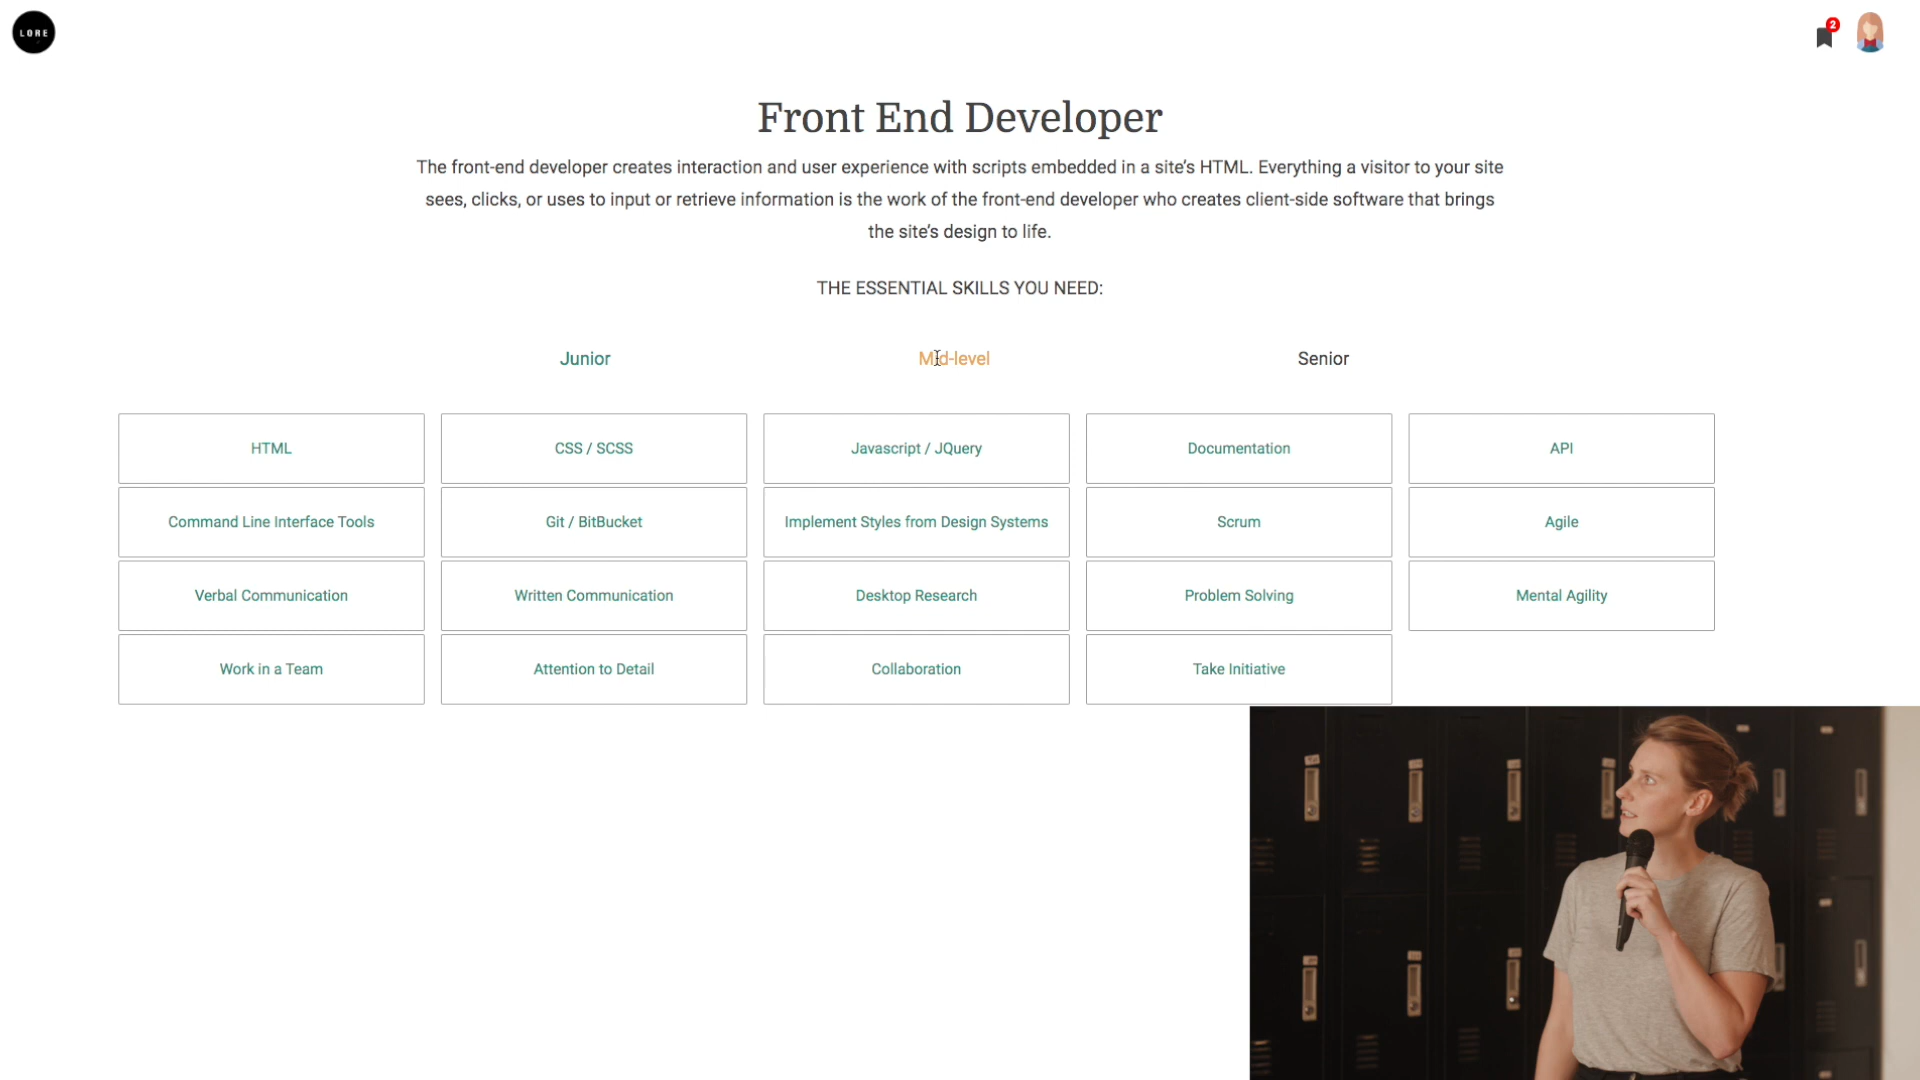 LORE
2
Front End Developer
The front-end developer creates interaction and user experience with scripts embedded in a site's HTML. Everything a visitor to your site
sees, clicks, or uses to input or retrieve information is the work of the front-end developer who creates client-side software that brings
the site's design to life.
THE ESSENTIAL SKILLS YOU NEED:
Junior Mid-level Senior
HTML CSS / SCSS Javascript / JQuery Documentation API
Command Line Interface Tools Git / BitBucket Implement Styles from Design Systems Scrum Agile
Verbal Communication Written Communication Desktop Research Problem Solving Mental Agility
Work in a Team Attention to Detail Collaboration Take Initiative